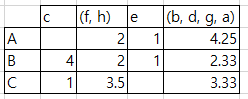 c (f, h) e (b, d, g, a)
A 2 1 4.25
B 4 2 1 2.33
C 1 3.5 3.33